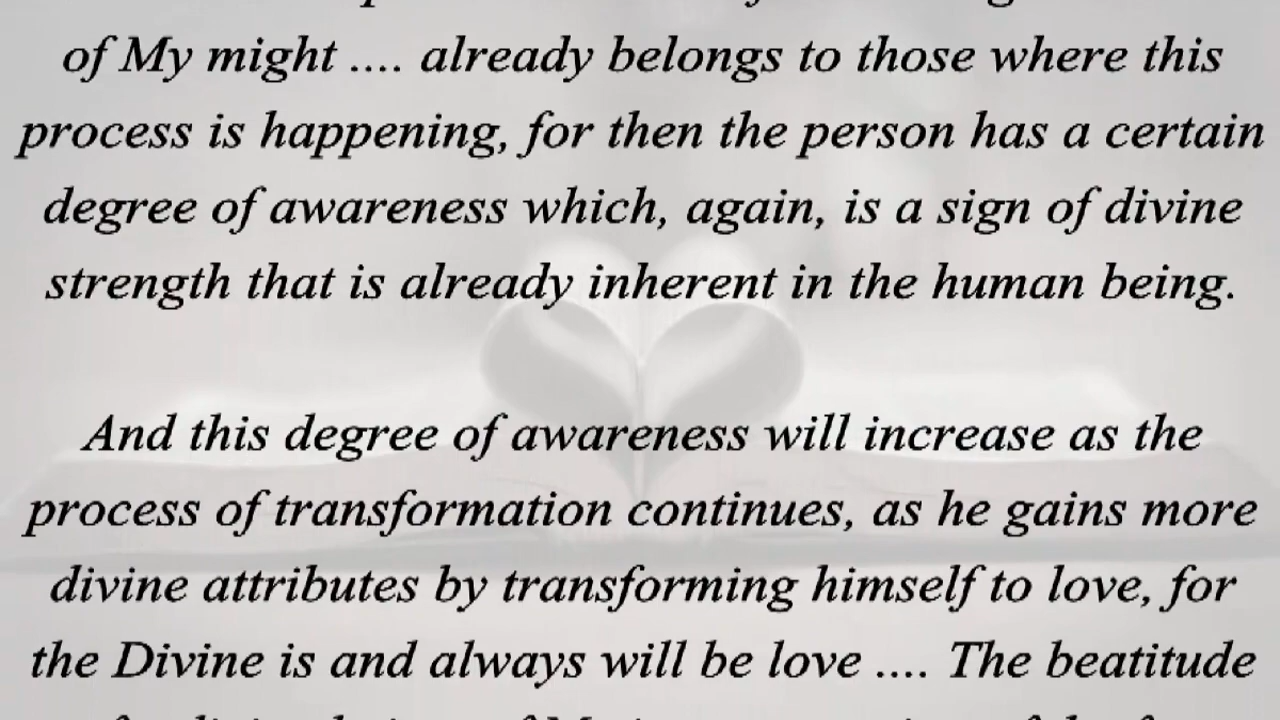 of My might .... already belongs to those where this
process is happening, for then the person has a certain
degree of awareness which, again, is a sign of divine
strength that is already inherent in the human being.
And this degree of awareness will increase as the
process of transformation continues, as he gains more
divine attributes by transforming himself to love, for
the Divine is and always will be love .... The beatitude